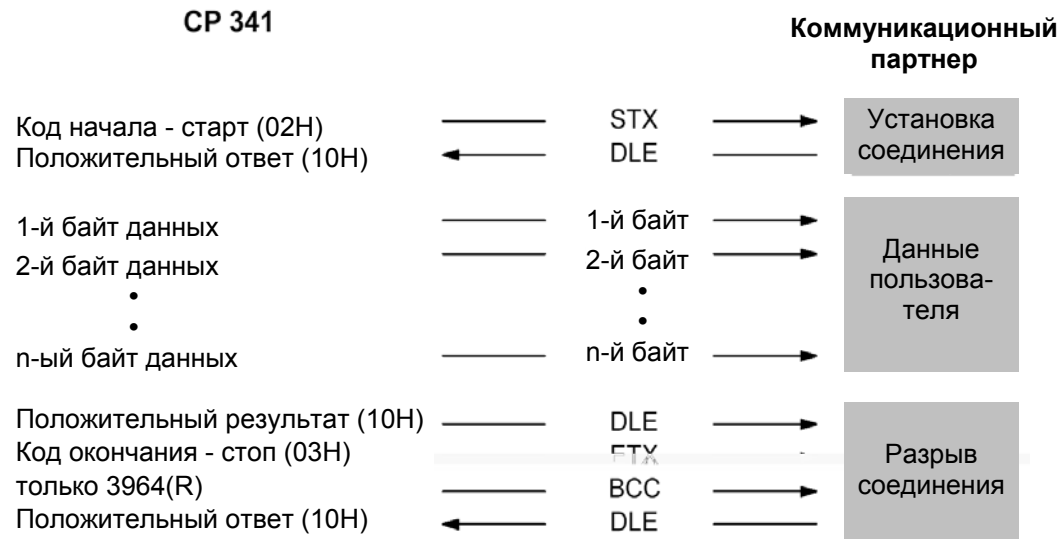 CP 341
Коммуникационный
партнер
Код начала - старт (02H) STX Установка
Положительный ответ (10H) DLE соединения
1-й байт данных 1-й байт
2-й байт данных 2-й байт Данные
• • пользова-
• • теля
n-ый байт данных n-й байт
Положительный результат (10H) DLE
Код окончания - стоп (03H) ETX Разрыв
только 3964(R) BCC соединения
Положительный ответ (10H) DLE